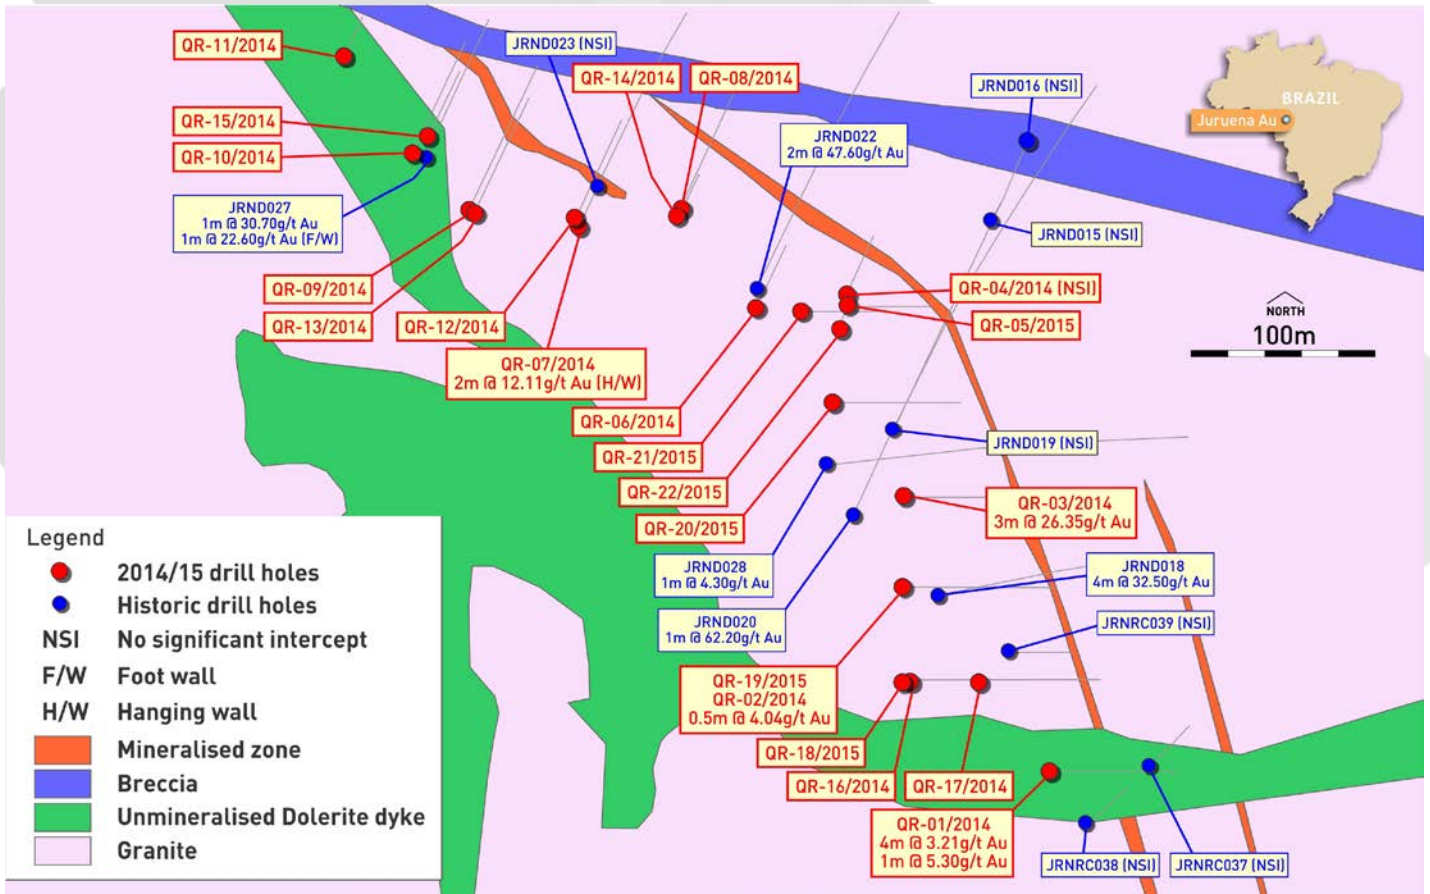 QR-11/2014
JRND023 (NSI)
QR-14/2014
QR-08/2014
JRND016 (NSI)
BRAZIL
Juruena Au
QR-15/2014
QR-10/2014
JRND022
2m @ 47.60g/t Au
JRND027
1m @ 30.70g/t Au
1m @ 22.60g/t Au (F/W)
JRND015 (NSI)
QR-09/2014
QR-13/2014
QR-12/2014
QR-04/2014 (NSI)
QR-05/2015
NORTH
100m
QR-07/2014
2m @ 12.11g/t Au (H/W)
QR-06/2014
QR-21/2015
QR-22/2015
QR-20/2015
JRND019 (NSI)
QR-03/2014
3m @ 26.35g/t Au
JRND028
1m @ 4.30g/t Au
JRND018
4m @ 32.50g/t Au
JRND020
1m @ 62.20g/t Au
JRNRC039 (NSI)
QR-19/2015
QR-02/2014
0.5m @ 4.04g/t Au
QR-18/2015
QR-16/2014
QR-17/2014
QR-01/2014
4m @ 3.21g/t Au
1m @ 5.30g/t Au
JRNRC038 (NSI)
JRNRC037 (NSI)
Legend
2014/15 drill holes
Historic drill holes
NSI No significant intercept
F/W Foot wall
H/W Hanging wall
Mineralised zone
Breccia
Unmineralised Dolerite dyke
Granite